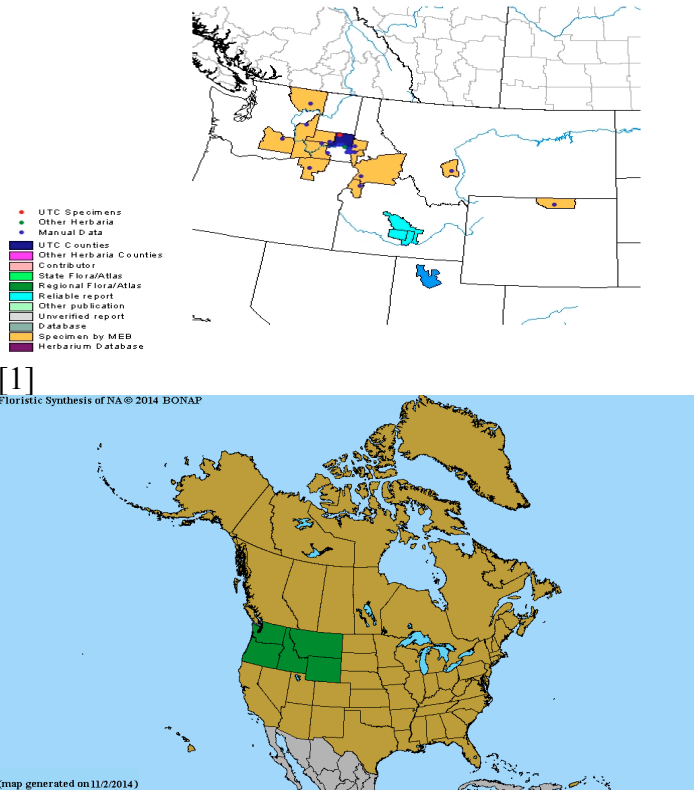 UTC Specimens
Other Herbaria
Manual Data
UTC Counties
Other Herbaria Counties
Contributor
State Flora/Atlas
Regional Flora/Atlas
Reliable report
Other publication
Unverified report
Database
Specimen by MEB
Herbarium Database
[1]
Floristic Synthesis of NA © 2014 BONAP
(map generated on 11/2/2014)